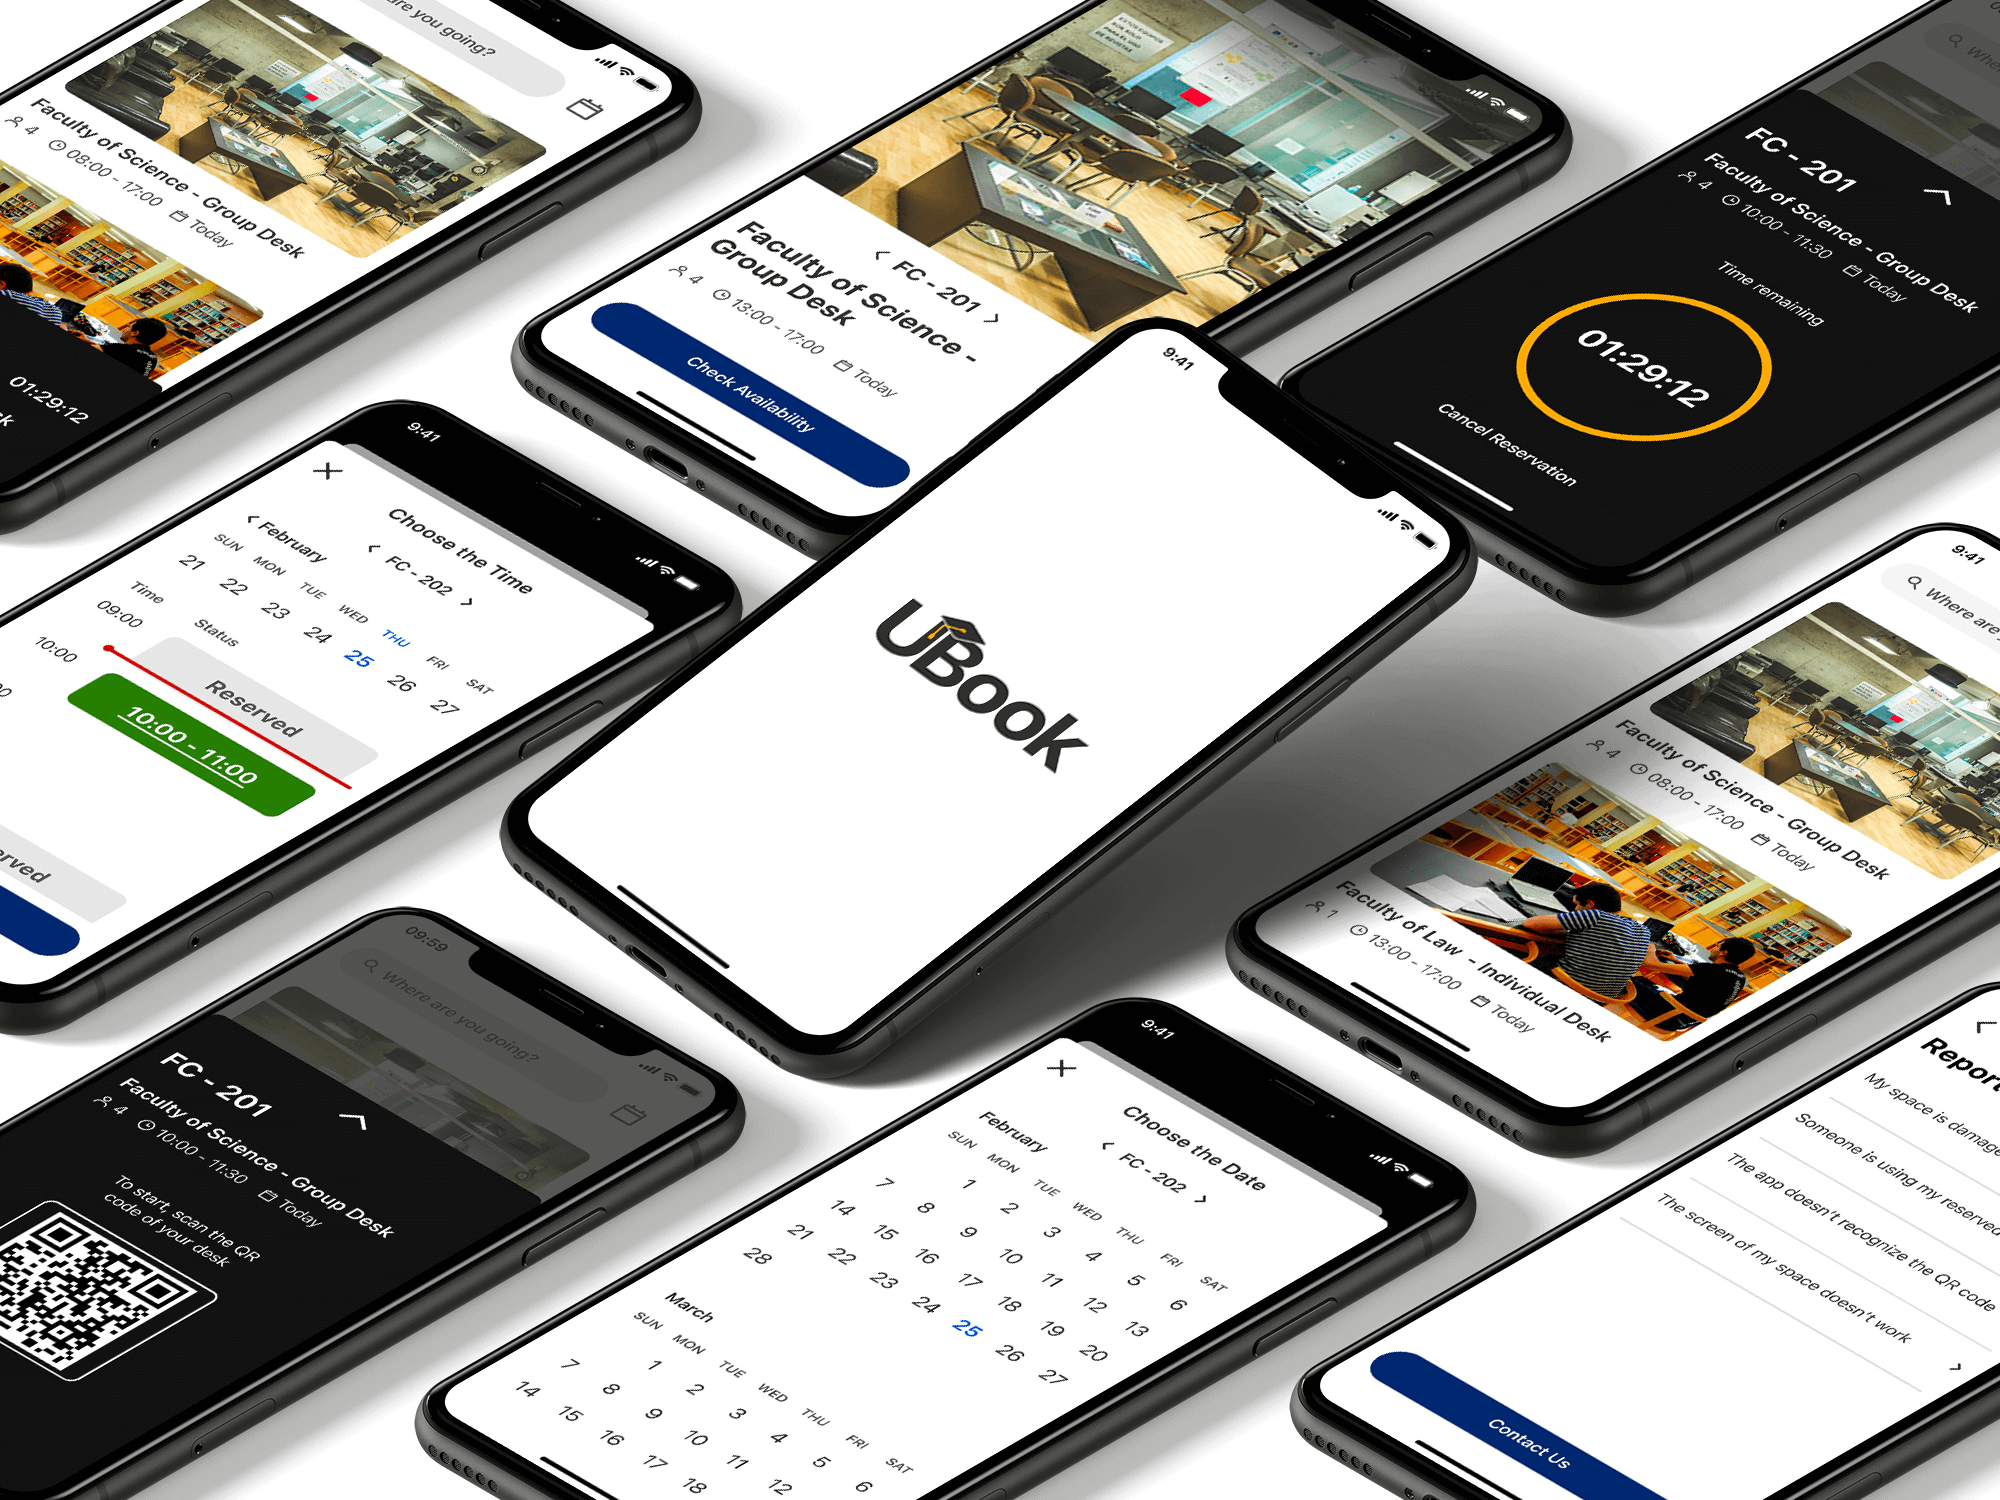 are you going?
Faculty of Science - Group Desk
4
08:00 - 17:00
Today
01:29:12
ESTOS EQUIPOS
SON SOLO
PARA EL USO
DE REVISTAS
< FC - 201 >
Faculty of Science -
Group Desk
4
13:00 - 17:00
Today
Check Availability
FC - 201
Faculty of Science - Group Desk
4
10:00 - 11:30
Today
Time remaining
01:29:12
Cancel Reservation
9:41
Choose the Time
< FC - 202 >
< February
SUN MON TUE WED THU FRI SAT
21 22 23 24 25 26 27
Time
Status
09:00
10:00
Reserved
10:00 - 11:00
9:41
UBook
9:41
Where are
Faculty of Science - Group Desk
4
08:00 - 17:00
Today
Faculty of Law - Individual Desk
1
13:00 - 17:00
Today
09:59
Where are you going?
FC - 201
Faculty of Science - Group Desk
4
10:00 - 11:30
Today
To start, scan the QR
code of your desk
9:41
Choose the Date
< FC - 202 >
February
SUN MON TUE WED THU FRI SAT
1 2 3 4 5 6
7 8 9 10 11 12 13
14 15 16 17 18 19 20
21 22 23 24 25 26 27
28
March
SUN MON TUE WED THU FRI SAT
1 2 3 4 5 6
7 8 9 10 11 12
14 15 16 17 18
Report
My space is damage
Someone is using my reserved
The app doesn't recognize the QR code
The screen of my space doesn't work
Contact Us